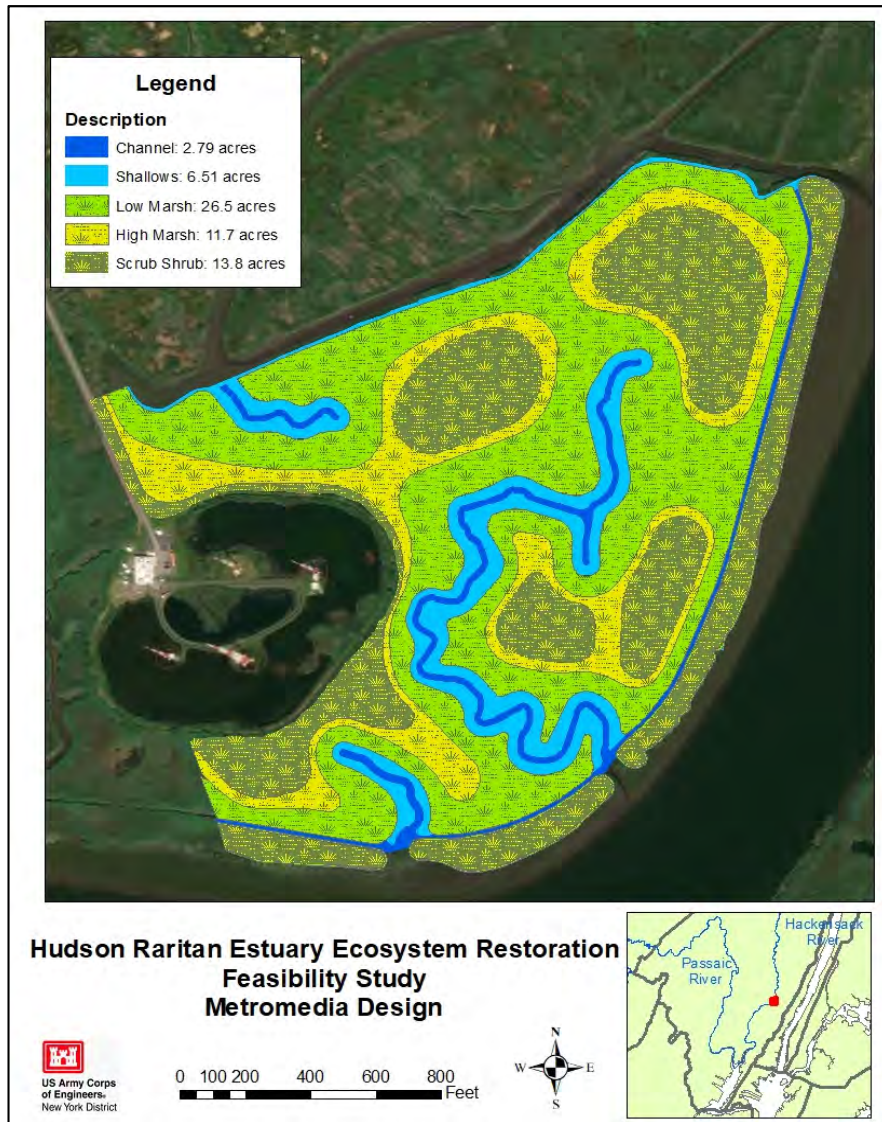 Legend
Description
Channel: 2.79 acres
Shallows: 6.51 acres
Low Marsh: 26.5 acres
High Marsh: 11.7 acres
Scrub Shrub: 13.8 acres
Hudson Raritan Estuary Ecosystem Restoration
Feasibility Study
Metromedia Design
US Army Corps
of Engineers®
New York District
0 100 200 400 600 800
Feet
N
W E
S
Hackensack
River
Passaic
River